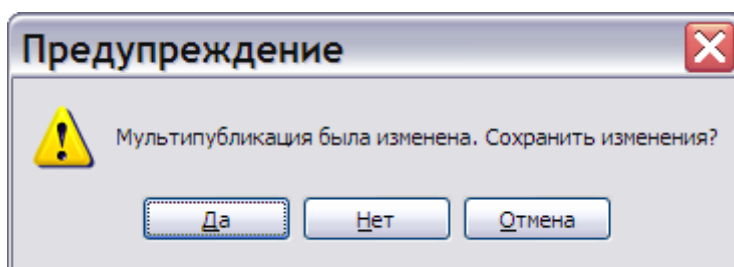 Предупреждение
Мультипубликация была изменена. Сохранить изменения?
Да Нет Отмена